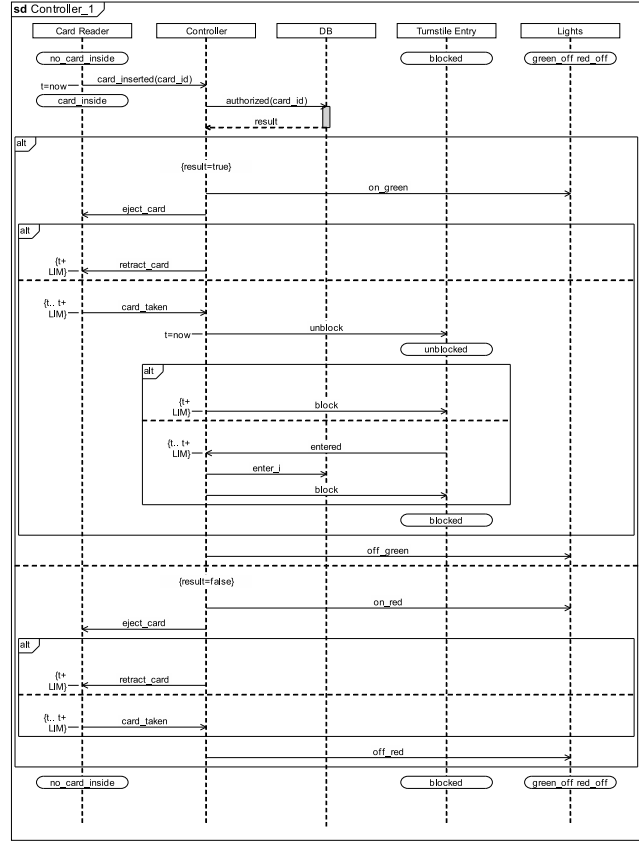 sd Controller_1
Card Reader Controller DB Turnstile Entry Lights
no_card_inside blocked green_off red_off
card_inserted(card_id)
t=now
card_inside authorized(card_id)
result
alt
{result=true}
on_green
eject_card
alt
{t+
LIM} retract_card
{t.. t+
LIM} card_taken
t=now unblock
unblocked
alt
{t+
LIM} block
{t.. t+
LIM} entered
enter_i
block
blocked
off_green
{result=false}
on_red
eject_card
alt
{t+
LIM} retract_card
{t.. t+
LIM} card_taken
off_red
no_card_inside blocked green_off red_off